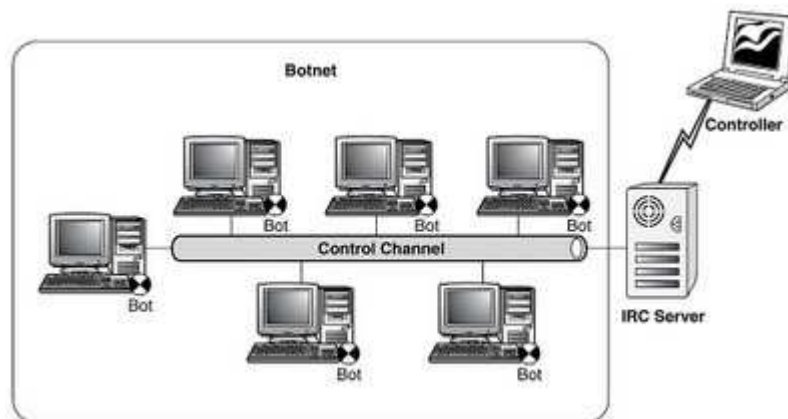 Botnet
Controller
Bot
Bot
Bot
Control Channel
Bot
IRC Server
Bot
Bot